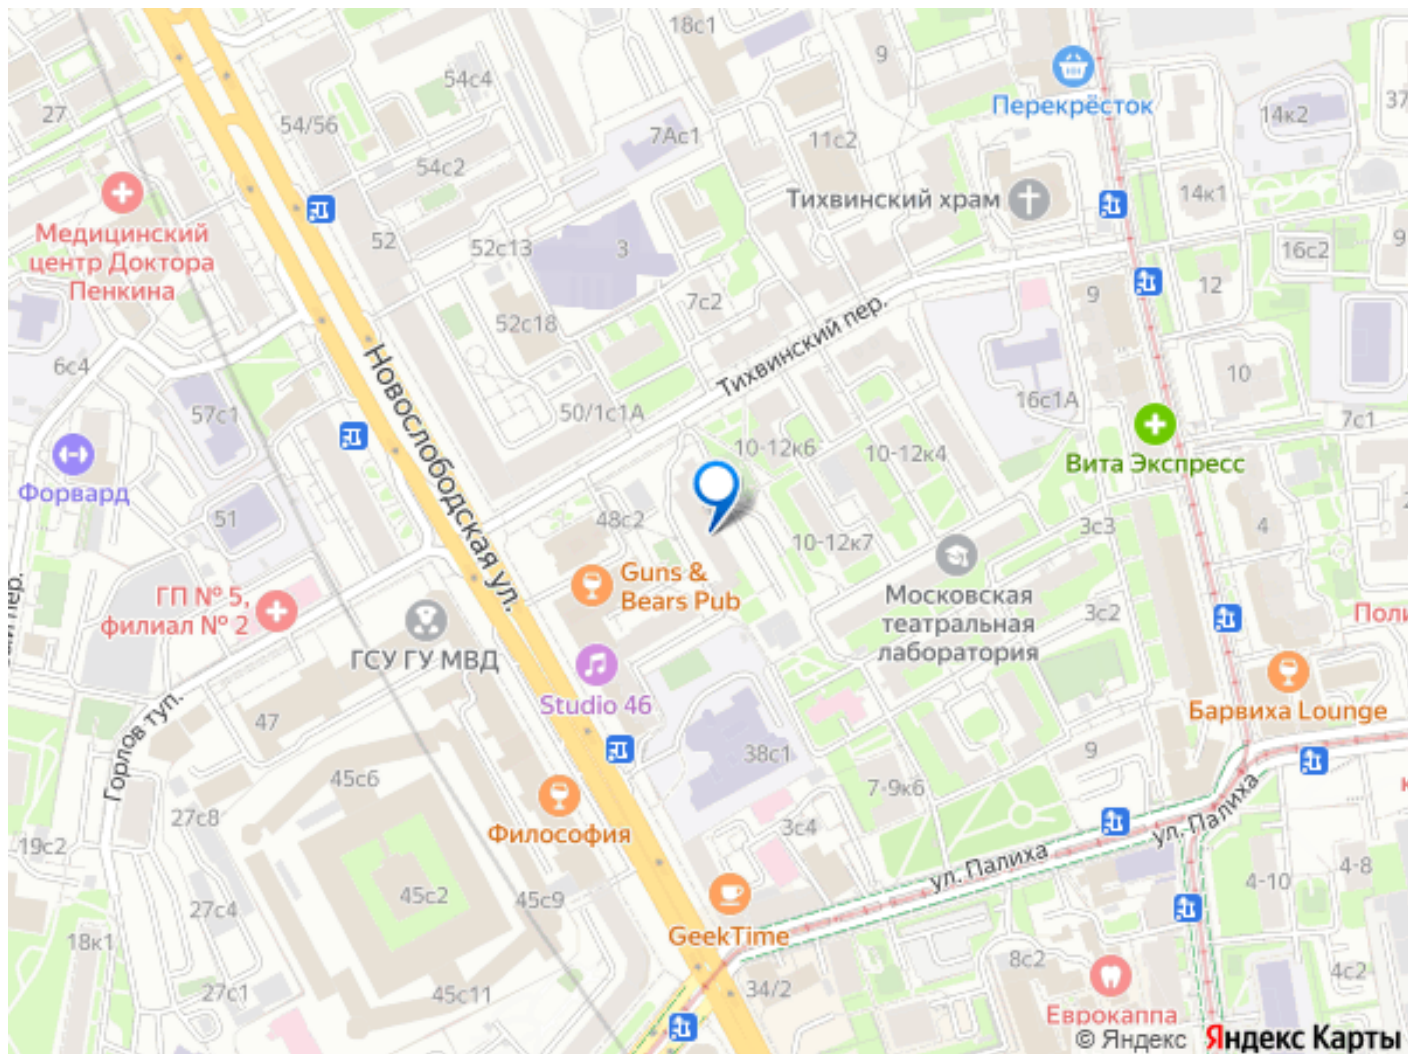 18с1
9
Перекрёсток
37
54с4
14к2
27
54/56
7Ас1
11с2
54с2
Тихвинский храм
14к1
Медицинский
центр Доктора
Пенкина
52
52с13
3
16с2
9
7с2
9
12
52с18
Тихвинский пер.
Новослободская ул.
6с4
10
16с1А
57с1
50/1с1А
7с1
10-12к6
10-12к4
Вита Экспресс
Форвард
51
48с2
3с3
4
10-12к7
Guns &
Bears Pub
Московская
театральная
лаборатория
ГП № 5,
филиал № 2
3с2
Поли
ГСУ ГУ МВД
Studio 46
Барвиха Lounge
47
Горлов туп.
38с1
9
45с6
7-9к6
27с8
Философия
3с4
ул. Палиха
ул. Палиха
19с2
4-8
4-10
45с2
45с9
27с4
GeekTime
18к1
8с2
4с2
27с1
45с11
34/2
Еврокаппа
© Яндекс Яндекс Карты